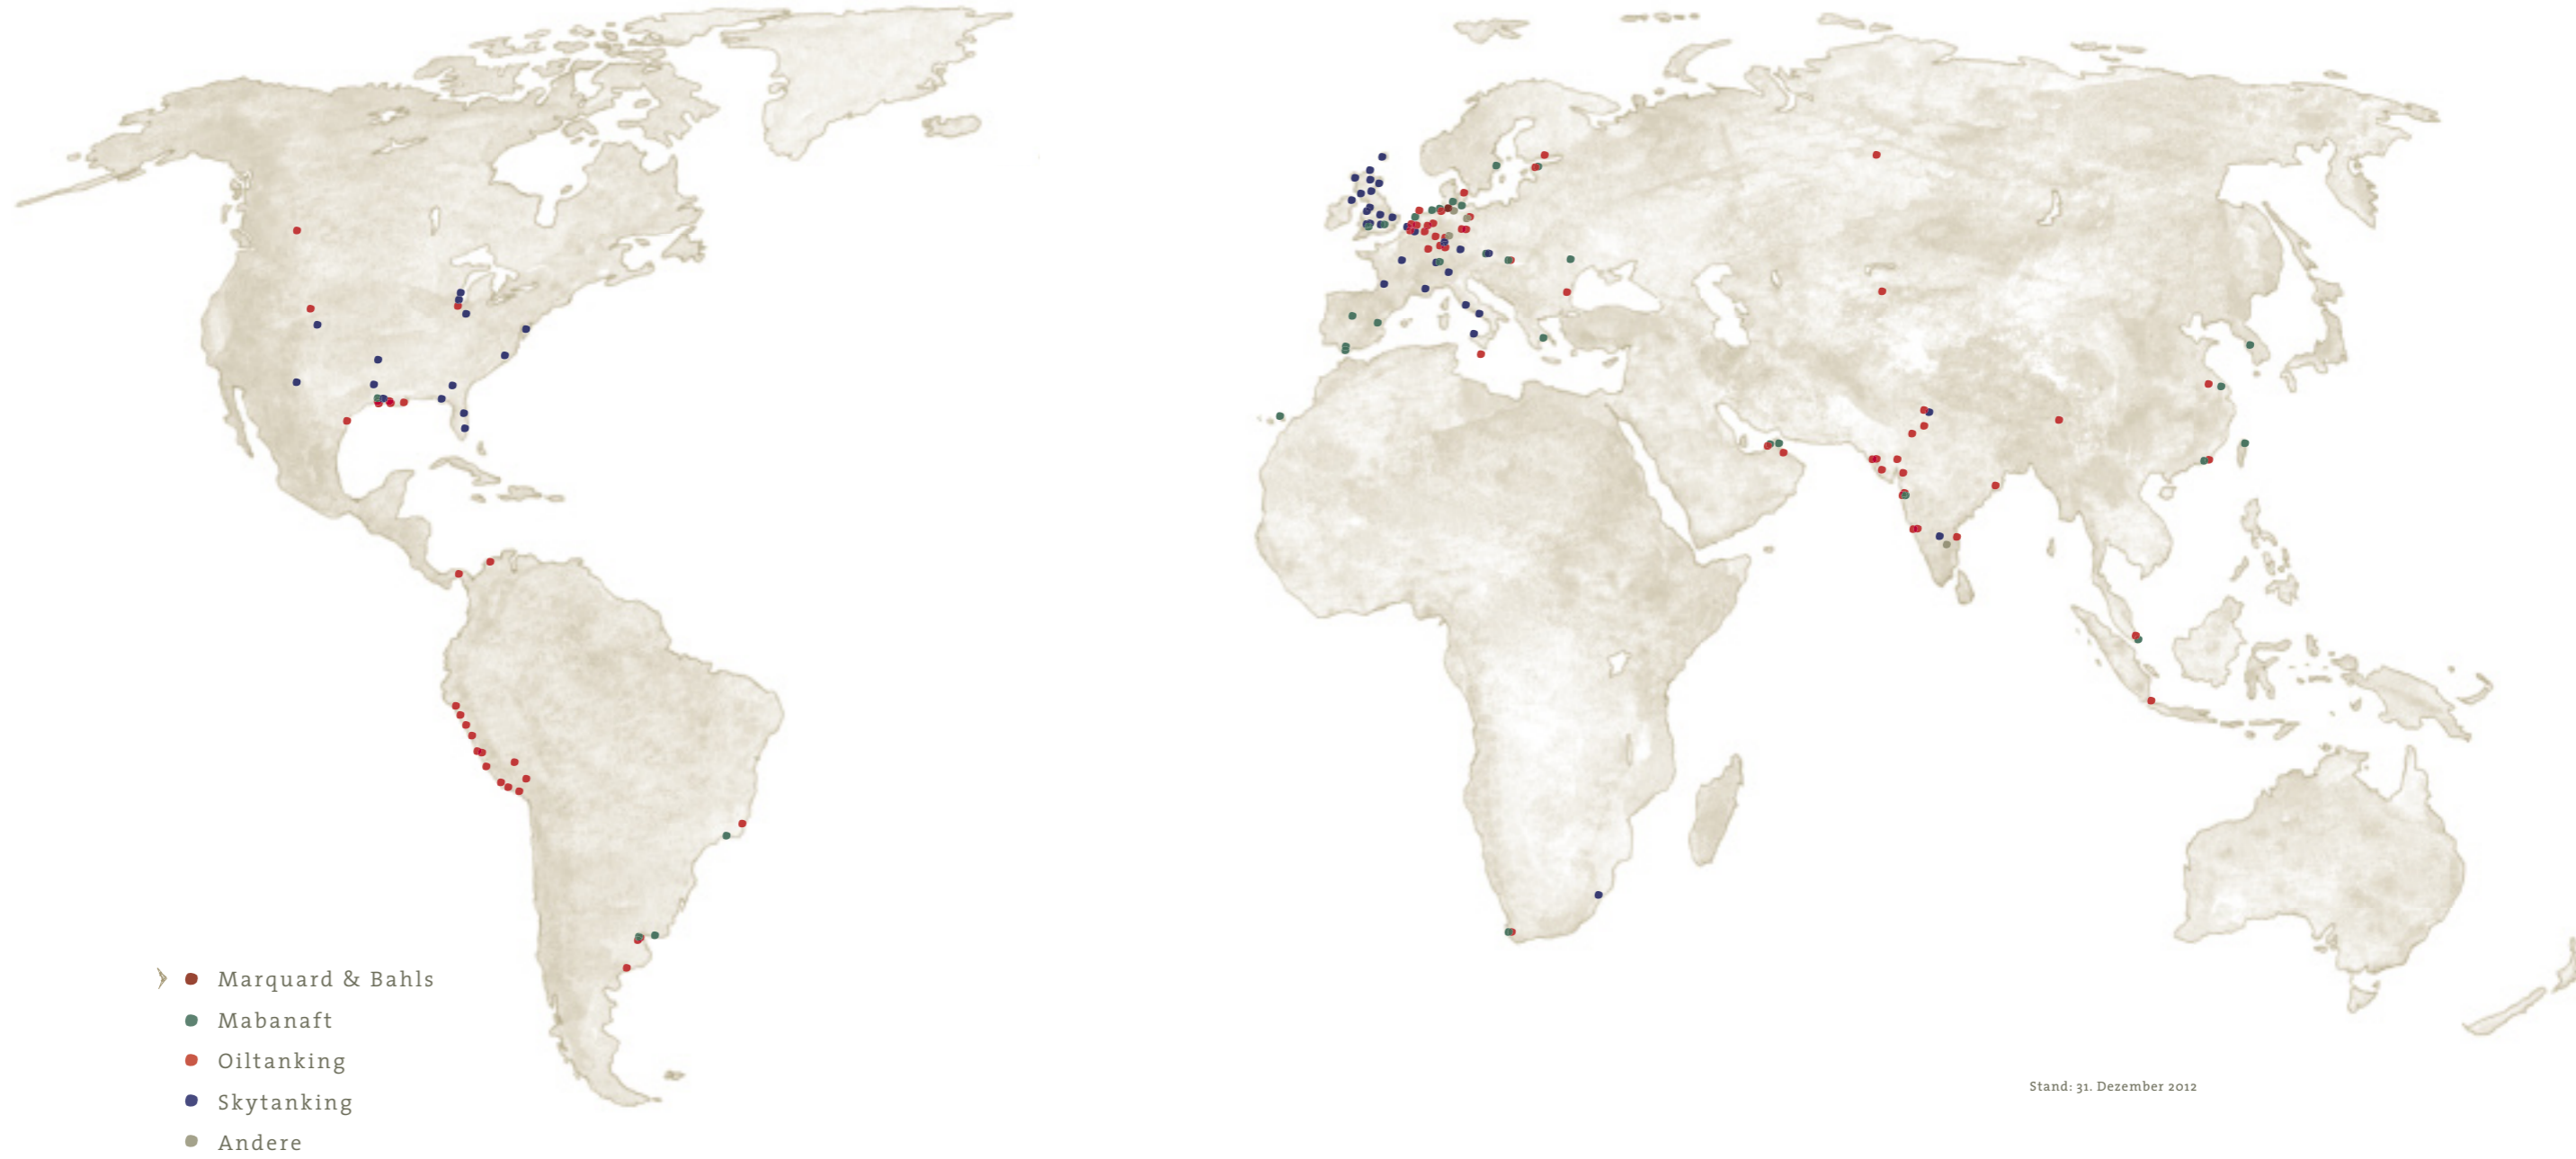 Marquard & Bahls
Mabanaft
Oiltanking
Skytanking
Andere
Stand: 31. Dezember 2012